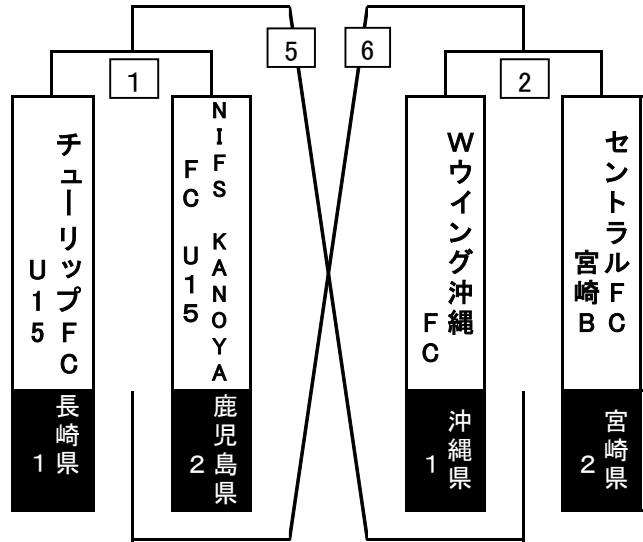 5
6
1
2
チューリップFC
U15
NIFS KANOYA
FC U15
Wウイング沖縄
FC
セントラルFC
宮崎B
長崎県
1
鹿児島県
2
沖縄県
1
宮崎県
2